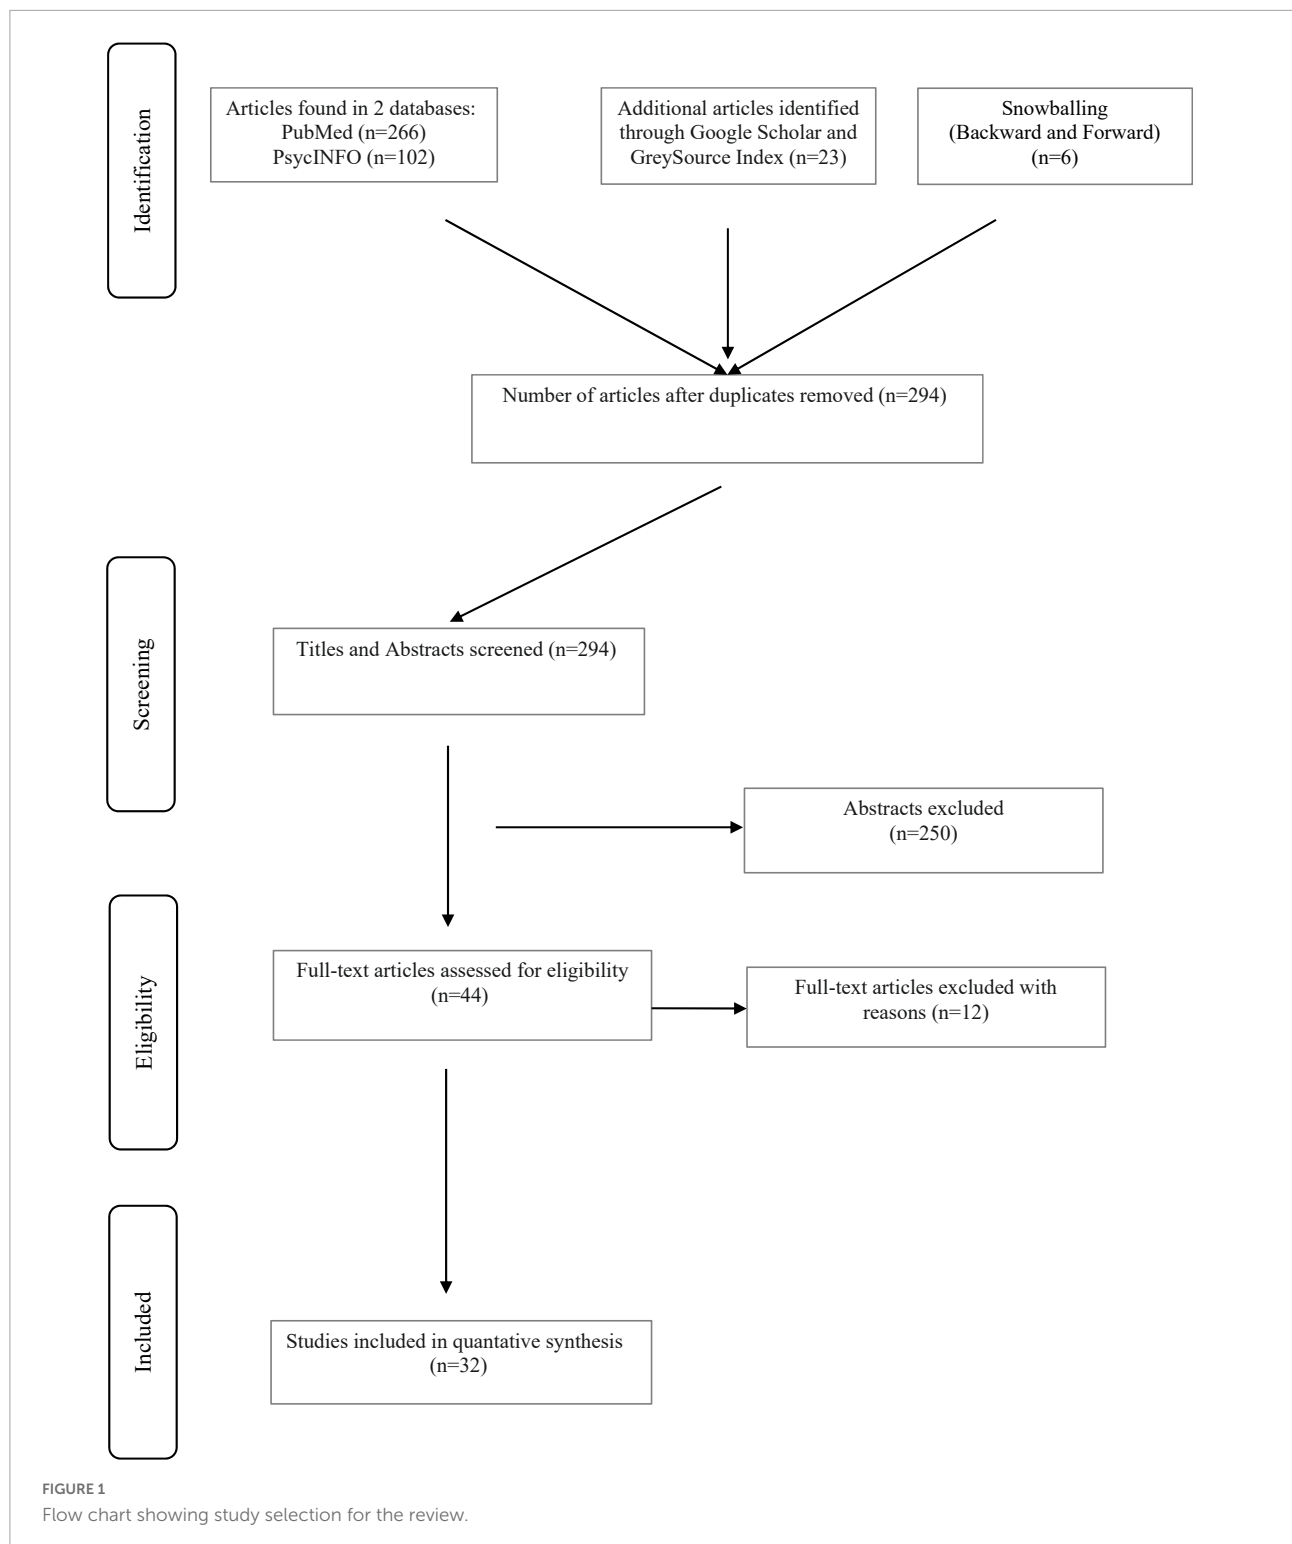 Identification
Articles found in 2 databases:
PubMed (n=266)
PsycINFO (n=102)
Additional articles identified
through Google Scholar and
GreySource Index (n=23)
Snowballing
(Backward and Forward)
(n=6)
Number of articles after duplicates removed (n=294)
Screening
Titles and Abstracts screened (n=294)
Abstracts excluded
(n=250)
Eligibility
Full-text articles assessed for eligibility
(n=44)
Full-text articles excluded with
reasons (n=12)
Included
Studies included in quantative synthesis
(n=32)
FIGURE 1
Flow chart showing study selection for the review.